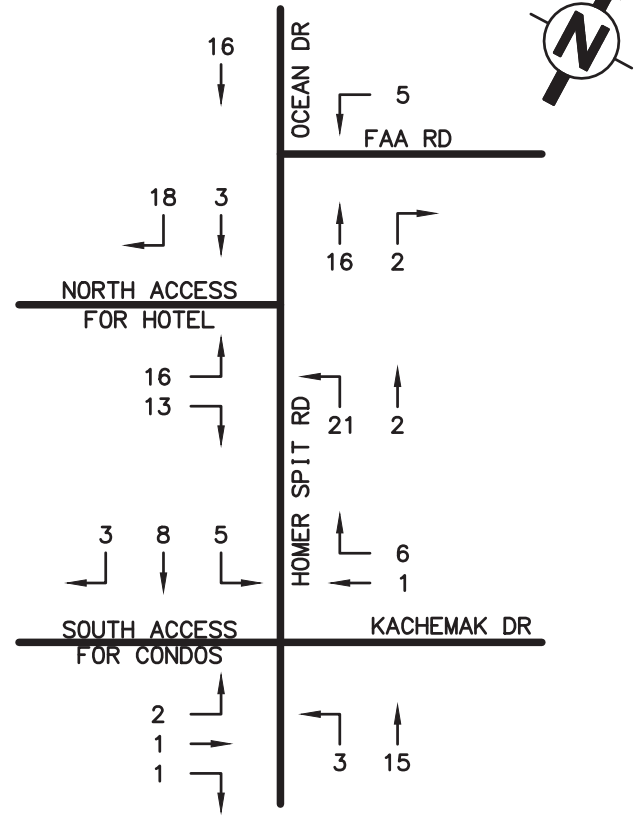 N
16
OCEAN DR
5
FAA RD
18 3
16 2
NORTH ACCESS
FOR HOTEL
16
13
21 2
HOMER SPIT RD
3 8 5
6
1
SOUTH ACCESS
FOR CONDOS
KACHEMAK DR
2
1
1
3 15